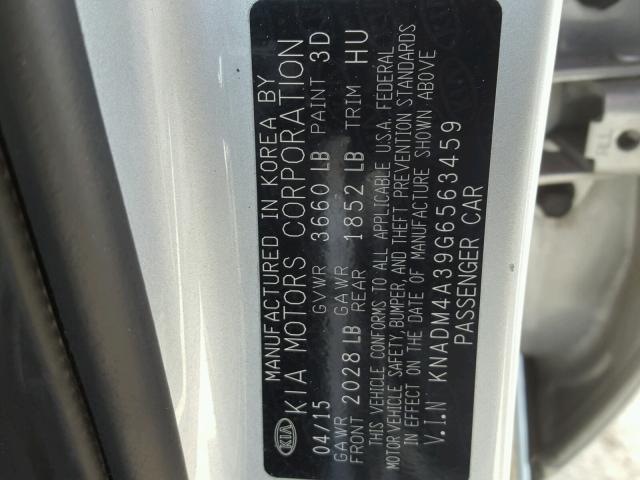 MANUFACTURED IN KOREA BY
KIA KIA MOTORS CORPORATION
04/15 GVWR 3660 LB PAINT 3D
GAWR 2028 LB GAWR 1852 LB TRIM HU
FRONT REAR
THIS VEHICLE CONFORMS TO ALL APPLICABLE U.S.A. FEDERAL
MOTOR VEHICLE SAFETY, BUMPER, AND THEFT PREVENTION STANDARDS
IN EFFECT ON THE DATE OF MANUFACTURE SHOWN ABOVE
V.I.N KNADM4A39G6563459
PASSENGER CAR